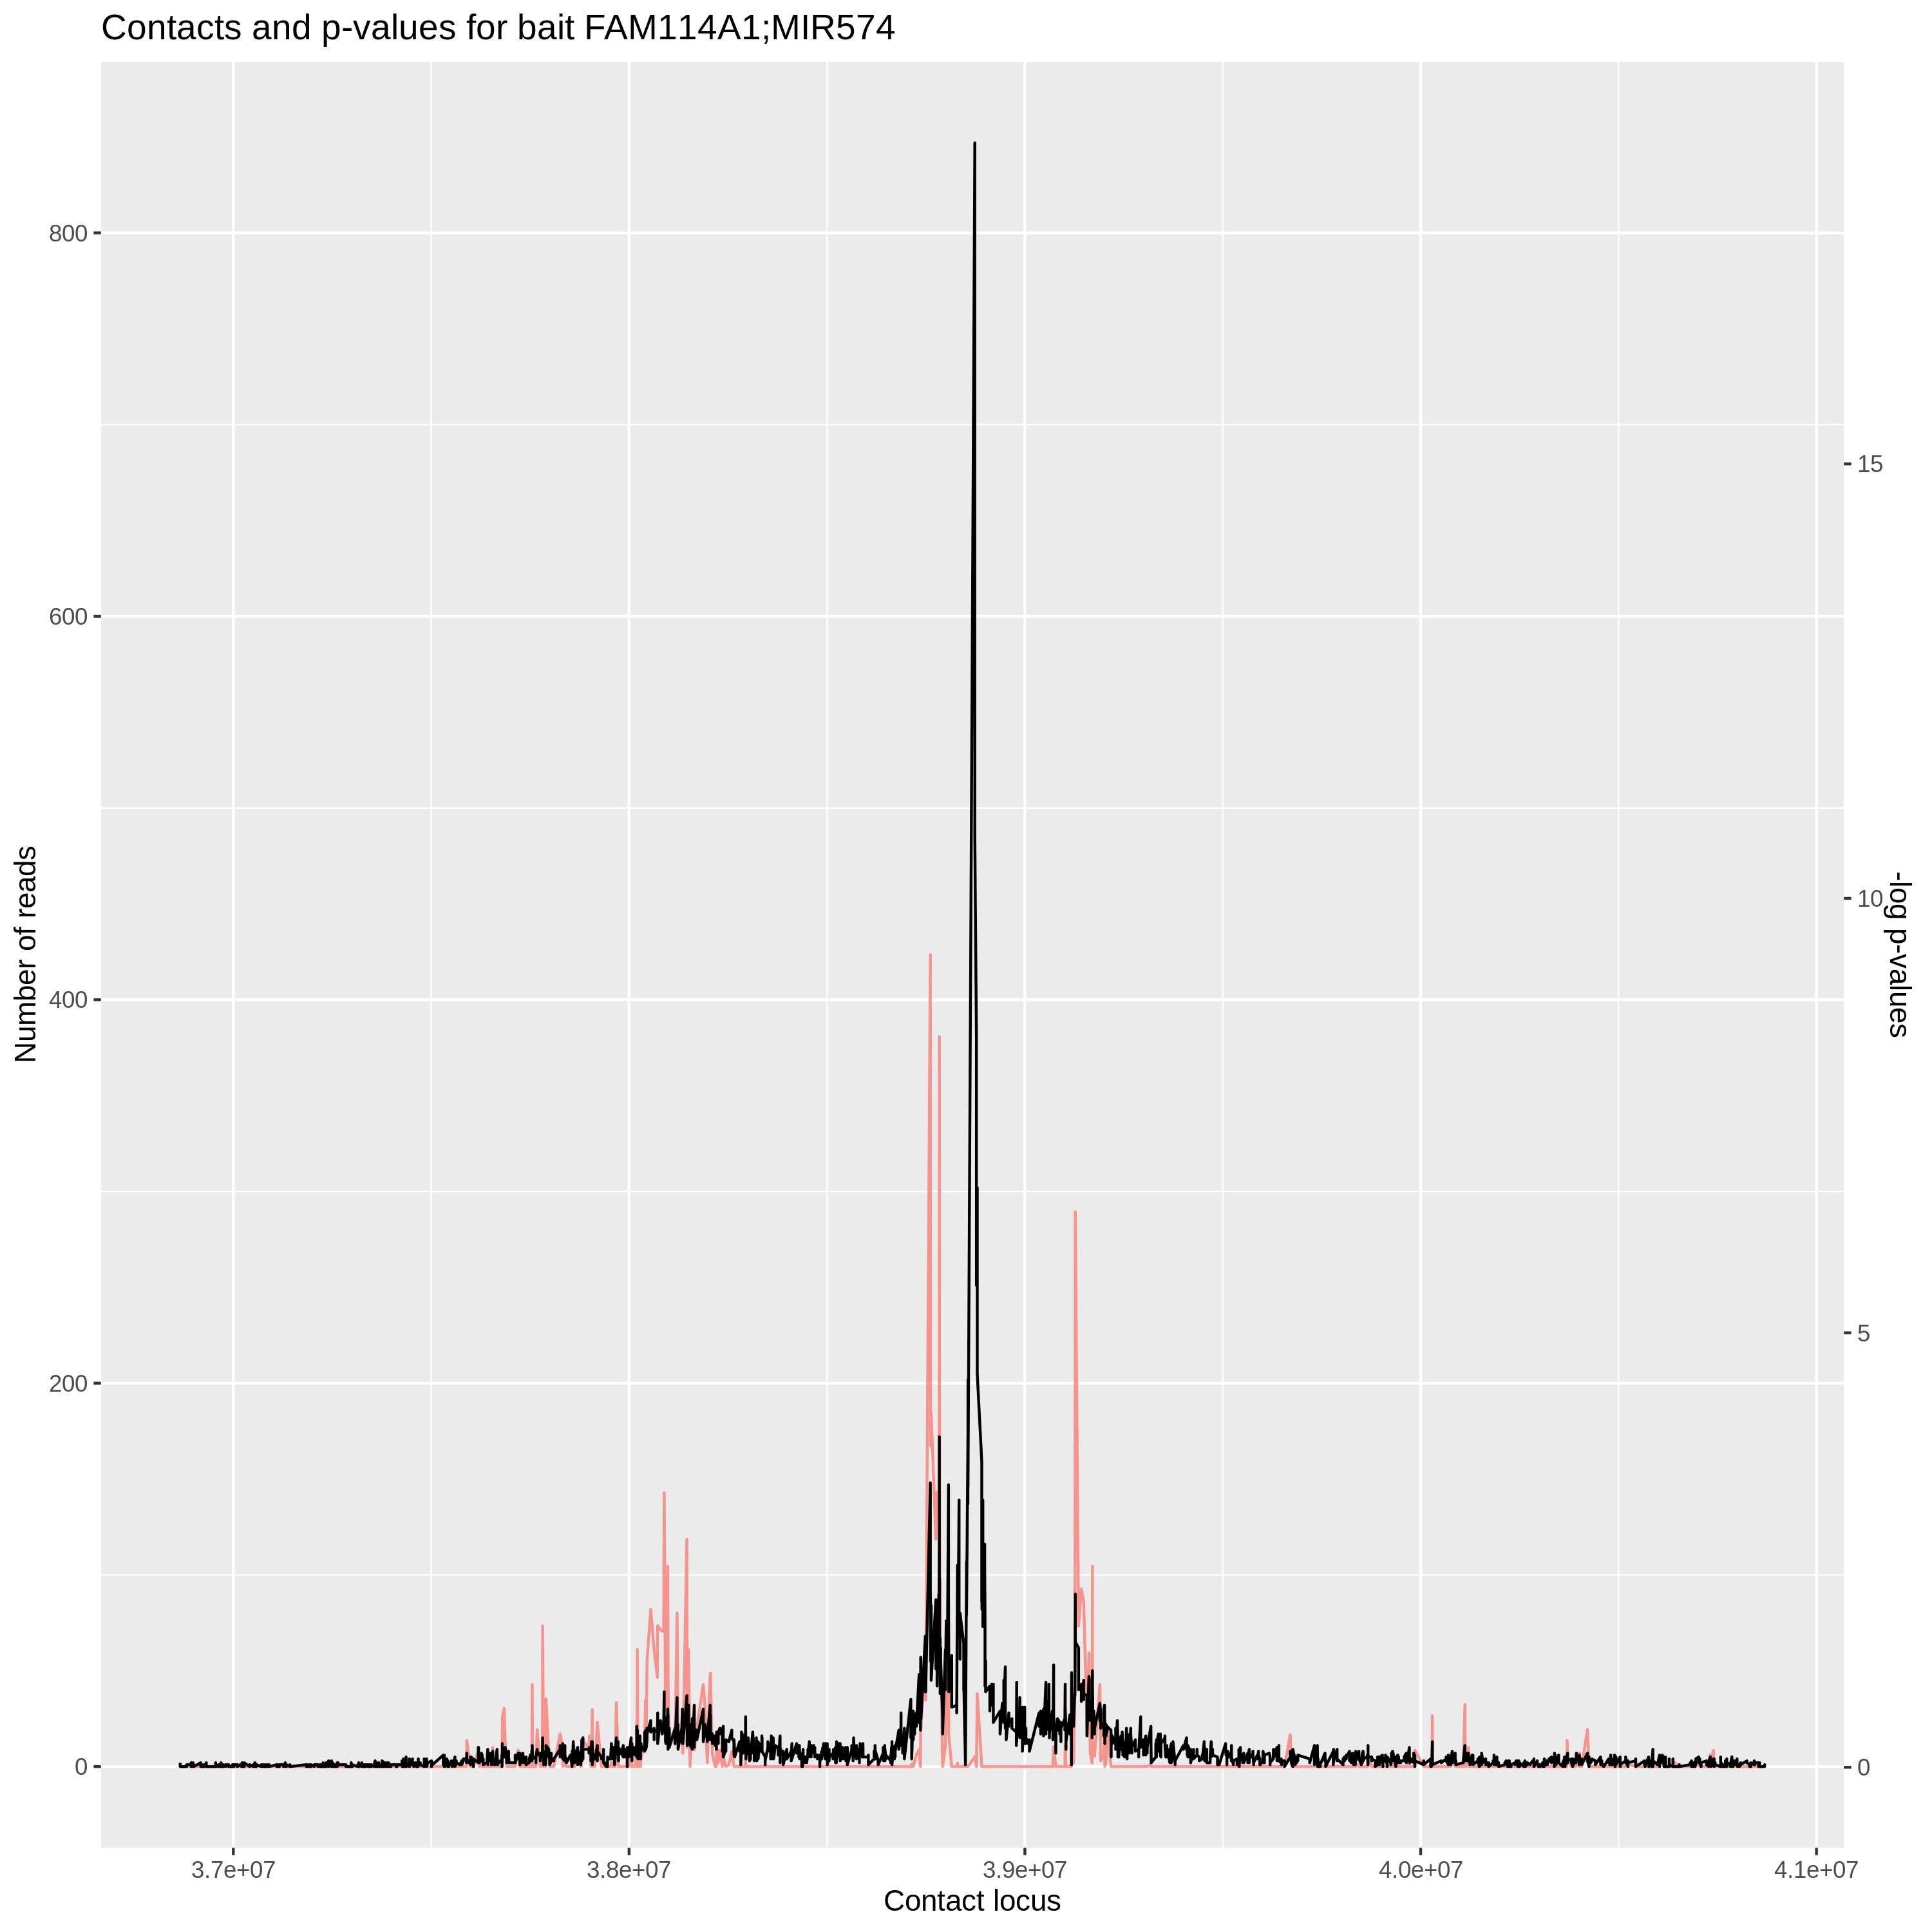 Contacts and p-values for bait FAM114A1;MIR574
800
600
400
200
0
Number of reads
15
10
5
0
-log p-values
3.7e+07
3.8e+07
3.9e+07
4.0e+07
4.1e+07
Contact locus